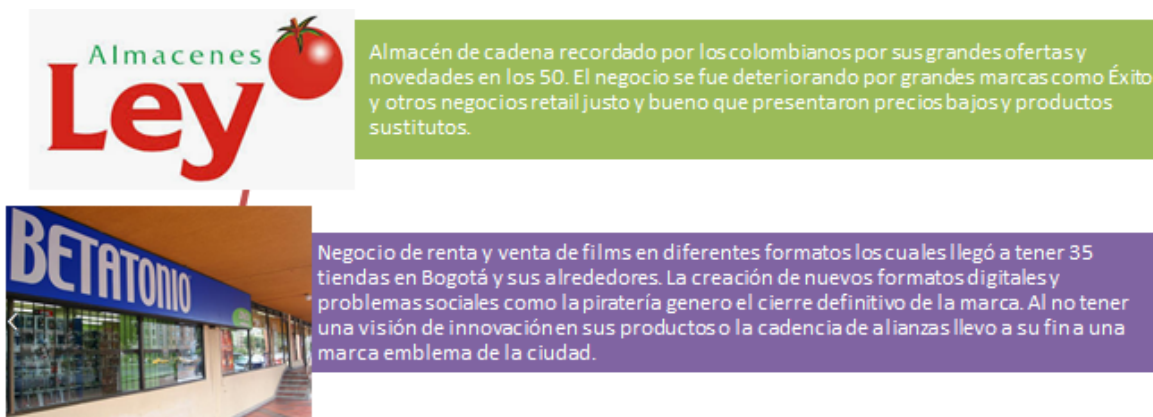 Almacenes
Ley
Almacén de cadena recordado por los colombianos por sus grandes ofertas y
novedades en los 50. El negocio se fue deteriorando por grandes marcas como Éxito
y otros negocios retail justo y bueno que presentaron precios bajos y productos
sustitutos.
BETATONIO
Negocio de renta y venta de films en diferentes formatos los cuales llegó a tener 35
tiendas en Bogotá y sus alrededores. La creación de nuevos formatos digitales y
problemas sociales como la piratería genero el cierre definitivo de la marca. Al no tener
una visión de innovación en sus productos o la cadencia de alianzas llevo a su fin a una
marca emblema de la ciudad.